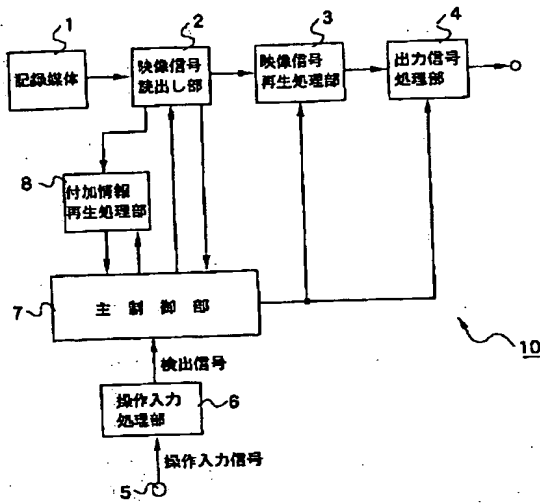 1
2
3
4
記録媒体
映像信号
読出し部
映像信号
再生処理部
出力信号
処理部
8
付加情報
再生処理部
7
主制御部
10
検出信号
操作入力
処理部
6
操作入力信号
5